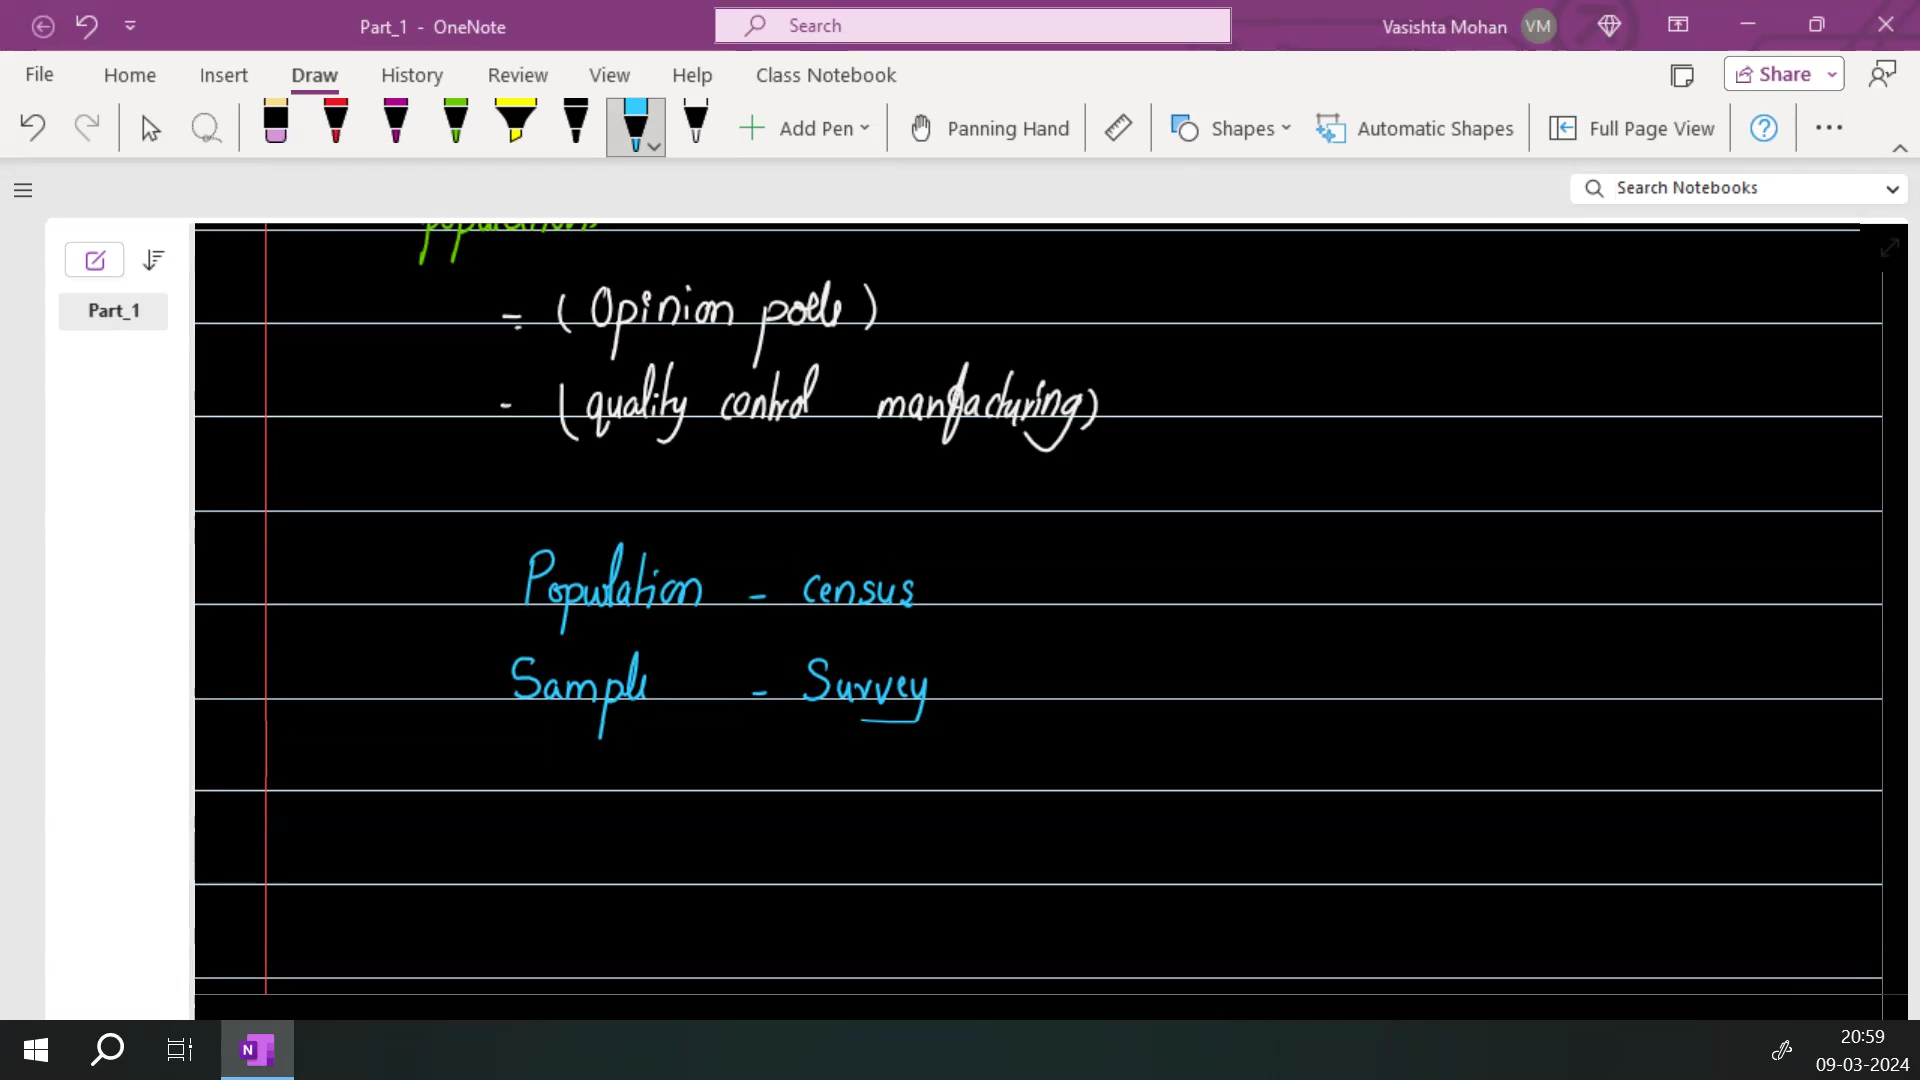 Part_1 - OneNote
Search
Vasishta Mohan VM
File Home Insert Draw History Review View Help Class Notebook
Share
Add Pen Panning Hand Shapes Automatic Shapes Full Page View
Search Notebooks
Part_1
= ( Opinion polls )
- ( quality control manfacturing)
Population - census
Sample - Survey
N
20:59
09-03-2024